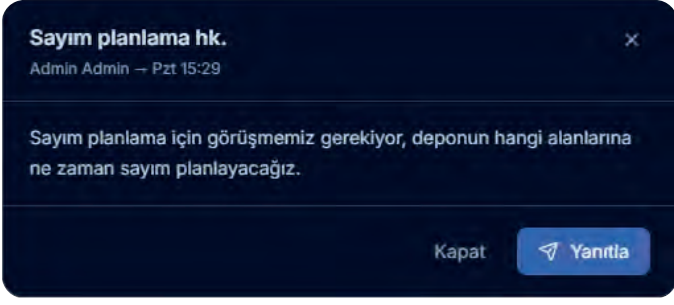 Sayım planlama hk.
Admin Admin – Pzt 15:29
Sayım planlama için görüşmemiz gerekiyor, deponun hangi alanlarına
ne zaman sayım planlayacağız.
Kapat
Yanıtla